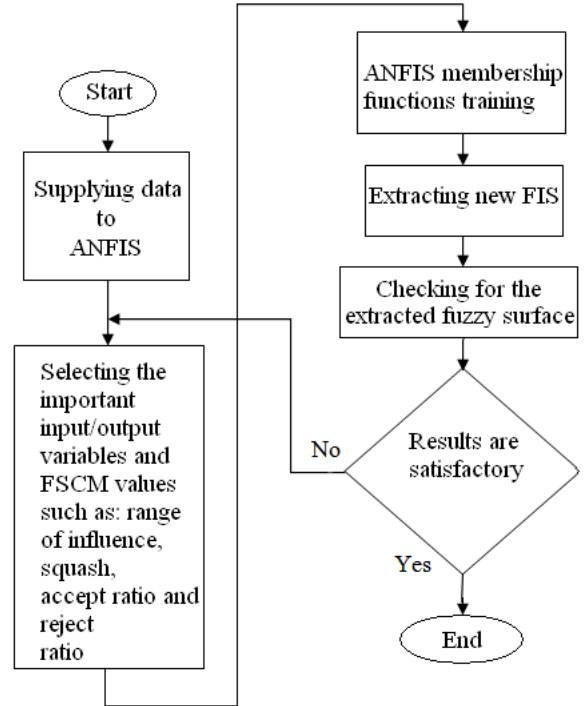 Start
Supplying data
to
ANFIS
Selecting the
important
input/output
variables and
FSCM values
such as: range
of influence,
squash,
accept ratio and
reject
ratio
ANFIS membership
functions training
Extracting new FIS
Checking for the
extracted fuzzy surface
Results are
satisfactory
No
Yes
End